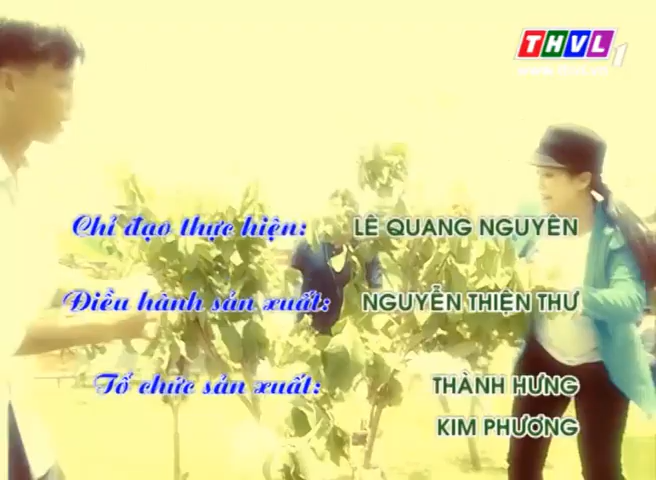 THVL1
Chỉ đạo thực hiện: LÊ QUANG NGUYÊN
Điều hành sản xuất: NGUYỄN THIỆN THƯ
Tổ chức sản xuất: THÀNH HƯNG
KIM PHƯƠNG